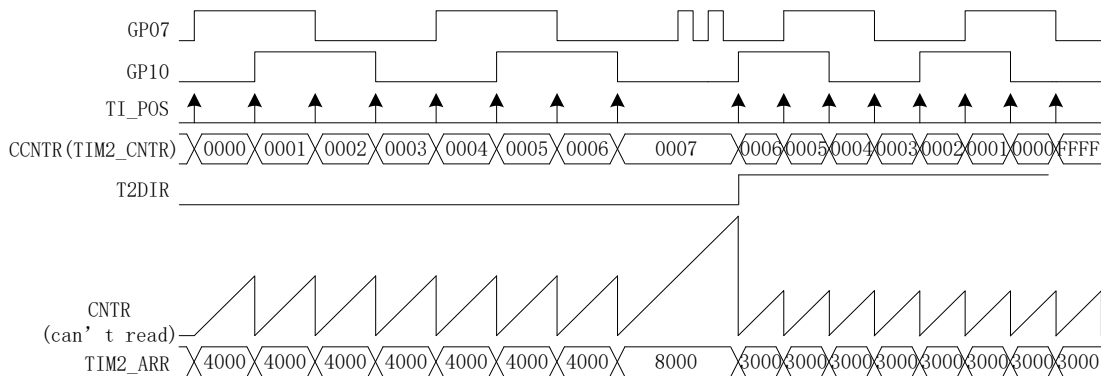 GP07
GP10
TI_POS
CCNTR(TIM2_CNTR) 0000 0001 0002 0003 0004 0005 0006 0007 0006 0005 0004 0003 0002 0001 0000 FFFF
T2DIR
CNTR
(can't read)
TIM2_ARR 4000 4000 4000 4000 4000 4000 4000 8000 3000 3000 3000 3000 3000 3000 3000 3000